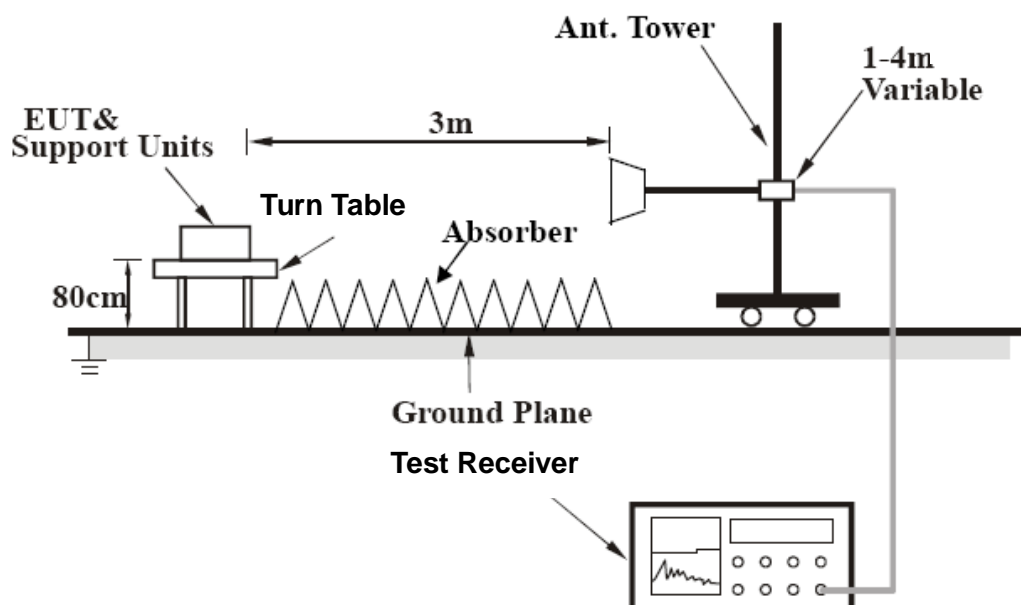 Ant. Tower
1-4m
Variable
EUT&
Support Units
3m
Turn Table
Absorber
80cm
Ground Plane
Test Receiver